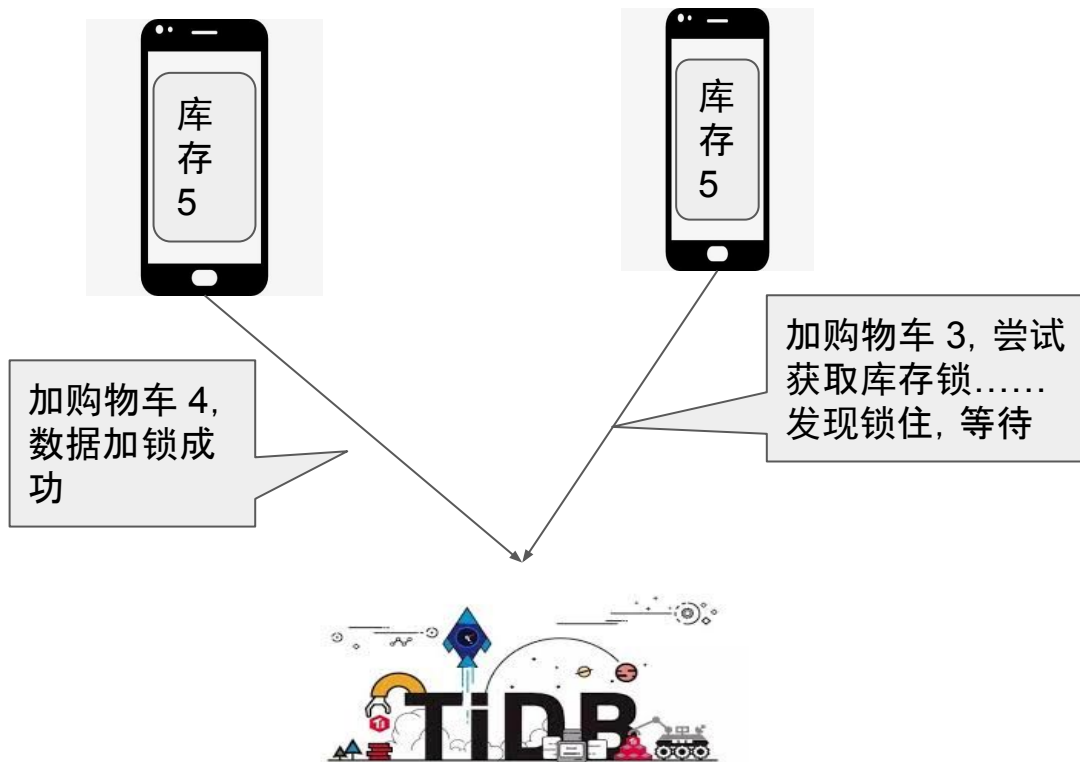 库
存
5
库
存
5
加购物车 4,
数据加锁成
功
加购物车 3, 尝试
获取库存锁……
发现锁住, 等待
TiDB